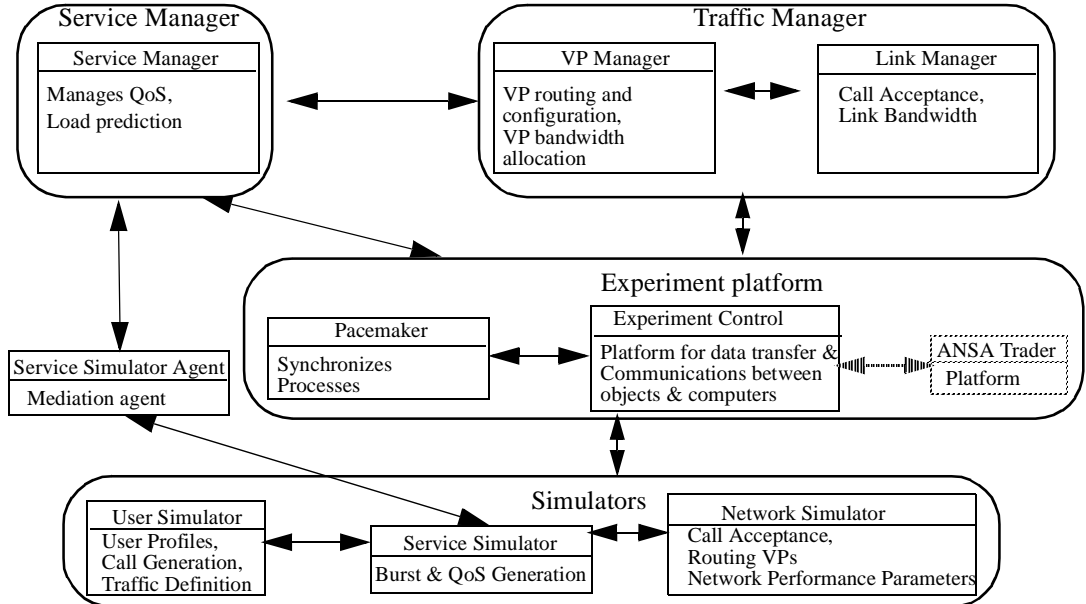 Service Manager
Service Manager
Manages QoS,
Load prediction
Traffic Manager
VP Manager
VP routing and
configuration,
VP bandwidth
allocation
Link Manager
Call Acceptance,
Link Bandwidth
Experiment platform
Pacemaker
Synchronizes
Processes
Experiment Control
Platform for data transfer &
Communications between
objects & computers
ANSA Trader
Platform
Service Simulator Agent
Mediation agent
Simulators
User Simulator
User Profiles,
Call Generation,
Traffic Definition
Service Simulator
Burst & QoS Generation
Network Simulator
Call Acceptance,
Routing VPs
Network Performance Parameters